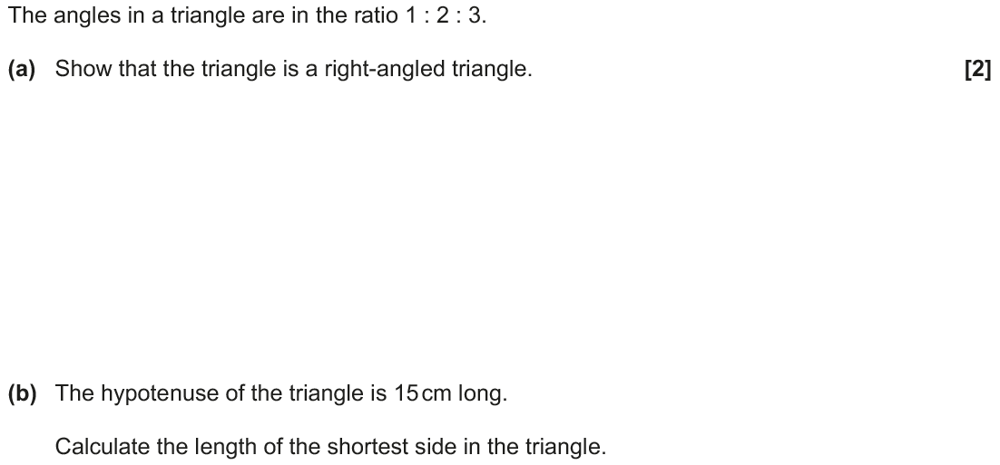 The angles in a triangle are in the ratio 1 : 2 : 3.
(a) Show that the triangle is a right-angled triangle. [2]
(b) The hypotenuse of the triangle is 15 cm long.
Calculate the length of the shortest side in the triangle.